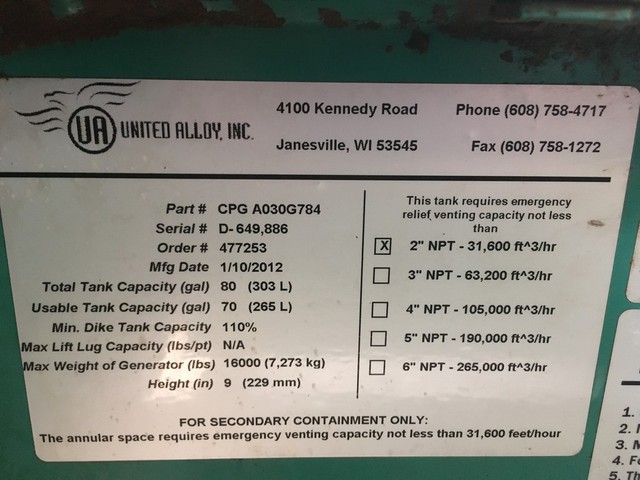 UA UNITED ALLOY, INC.
4100 Kennedy Road
Janesville, WI 53545
Phone (608) 758-4717
Fax (608) 758-1272
Part # CPG A030G784
Serial # D-649,886
Order # 477253
Mfg Date 1/10/2012
Total Tank Capacity (gal) 80 (303 L)
Usable Tank Capacity (gal) 70 (265 L)
Min. Dike Tank Capacity 110%
Max Lift Lug Capacity (lbs/pt) N/A
Max Weight of Generator (lbs) 16000 (7,273 kg)
Height (in) 9 (229 mm)
This tank requires emergency
relief venting capacity not less
than
X 2" NPT - 31,600 ft^3/hr
3" NPT - 63,200 ft^3/hr
4" NPT - 105,000 ft^3/hr
5" NPT - 190,000 ft^3/hr
6" NPT - 265,000 ft^3/hr
FOR SECONDARY CONTAINMENT ONLY:
The annular space requires emergency venting capacity not less than 31,600 feet/hour
1.
2.
3.
4.
5.